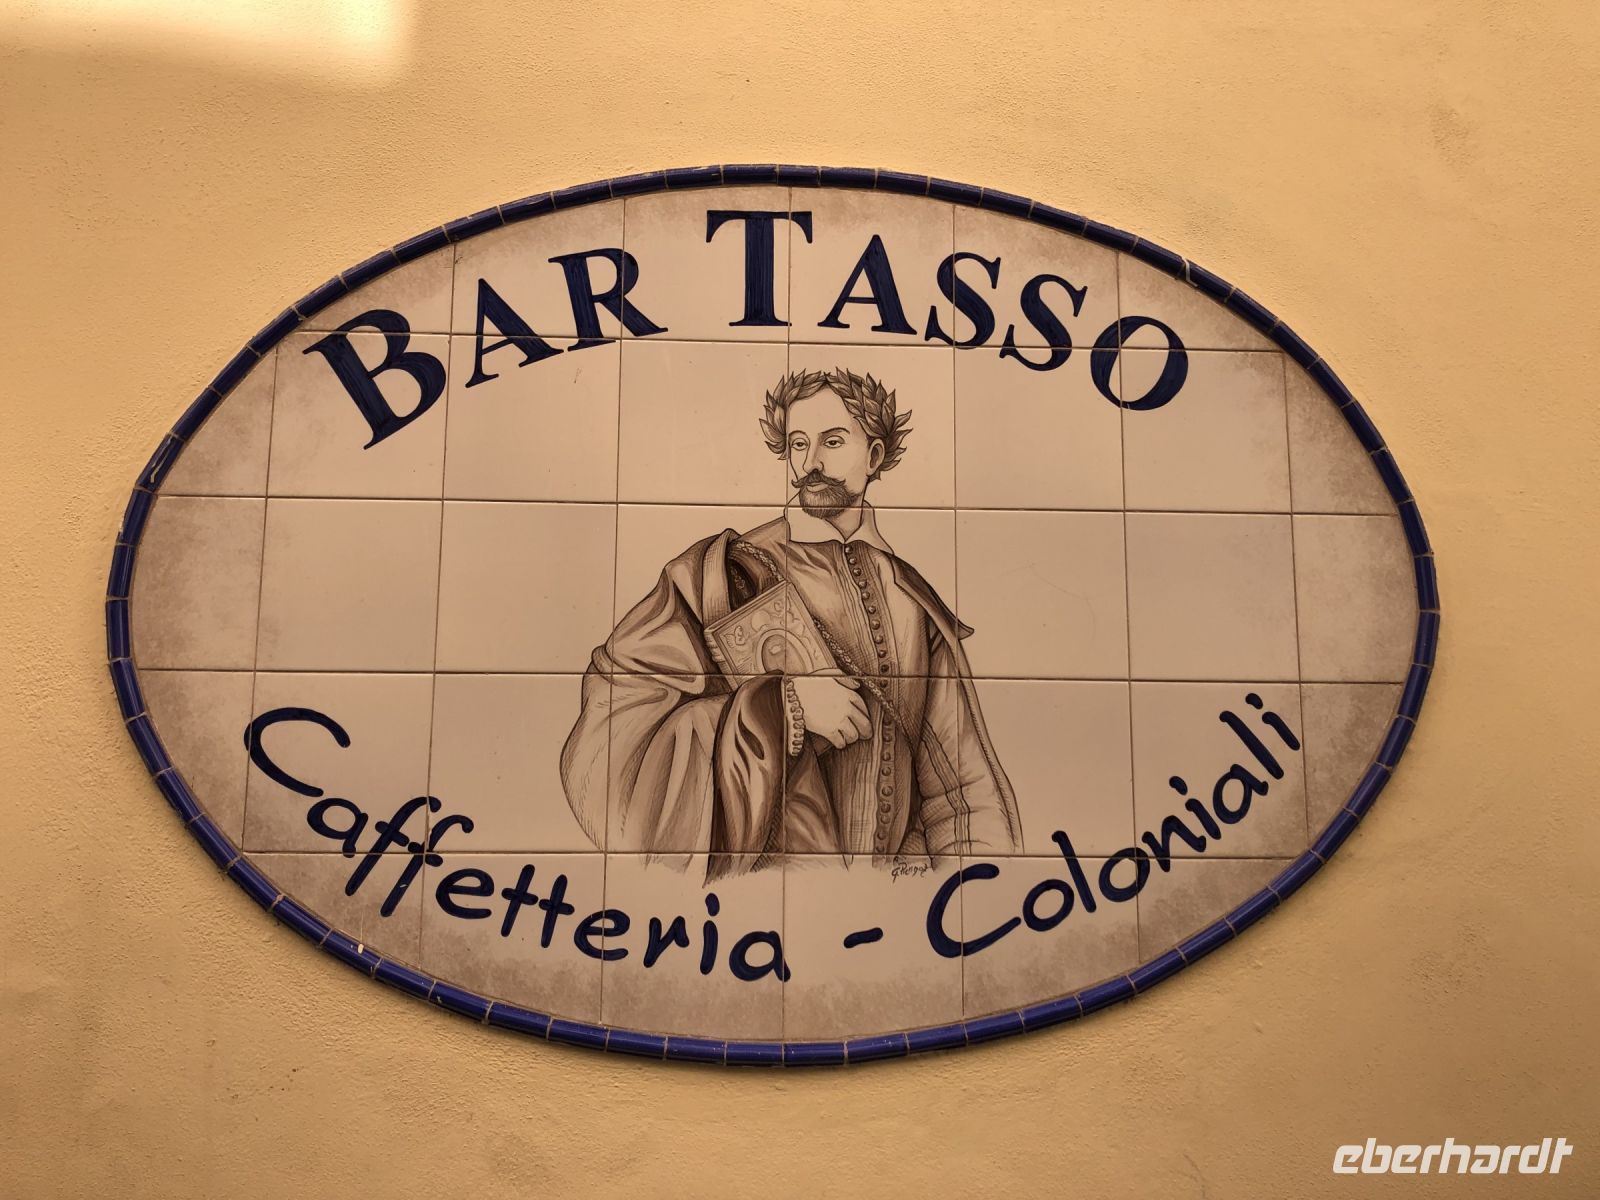 BAR TASSO
Caffetteria - Coloniali
eberhardt